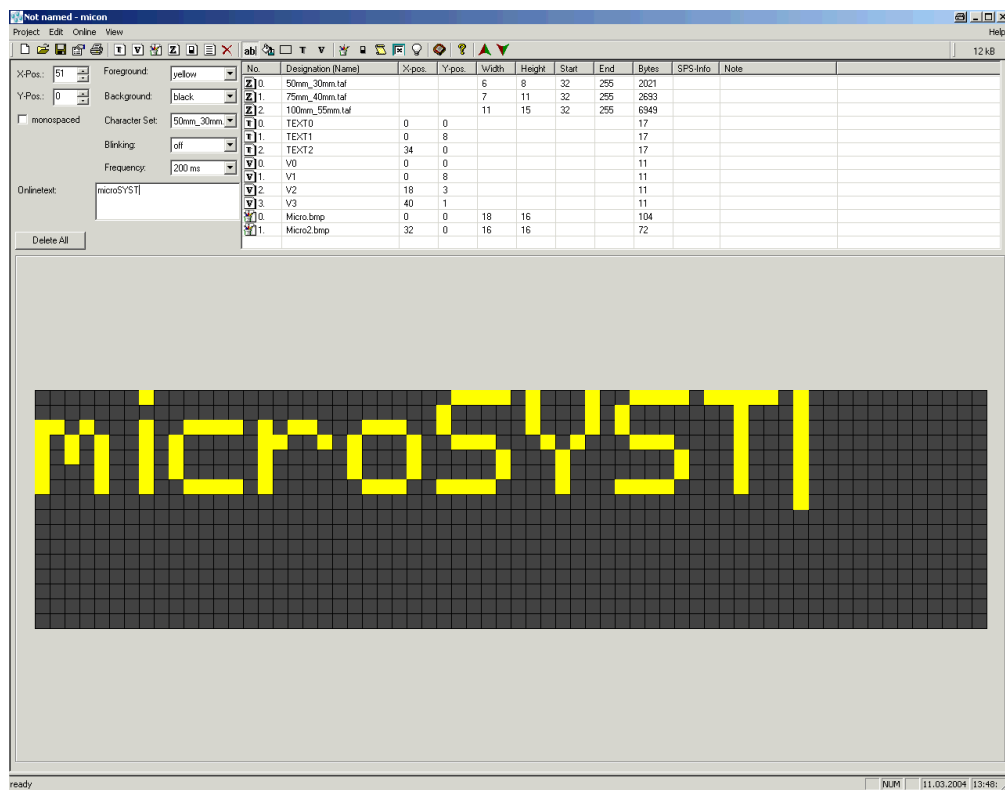 Not named - micon
Project Edit Online View Help
12 kB
X-Pos.: 51 Foreground: yellow
Y-Pos.: 0 Background: black
monospaced Character Set: 50mm_30mm.
Blinking: off
Frequency: 200 ms
Onlinetext: microSYST
Delete All
No. Designation (Name) X-pos. Y-pos. Width Height Start End Bytes SPS-Info Note
Z 0. 50mm_30mm.taf 6 8 32 255 2021
Z 1. 75mm_40mm.taf 7 11 32 255 2693
Z 2. 100mm_55mm.taf 11 15 32 255 6949
T 0. TEXT0 0 0 17
T 1. TEXT1 0 8 17
T 2. TEXT2 34 0 17
V 0. V0 0 0 11
V 1. V1 0 8 11
V 2. V2 18 3 11
V 3. V3 40 1 11
0. Micro.bmp 0 0 18 16 104
1. Micro2.bmp 32 0 16 16 72
microSYST
ready NUM 11.03.2004 13:48: